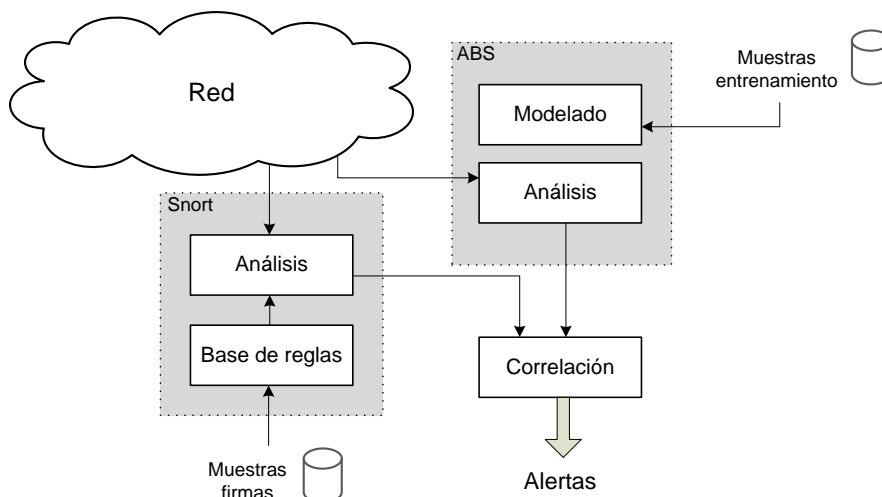 Red
ABS
Muestras
entrenamiento
Modelado
Análisis
Snort
Análisis
Base de reglas
Correlación
Muestras
firmas
Alertas